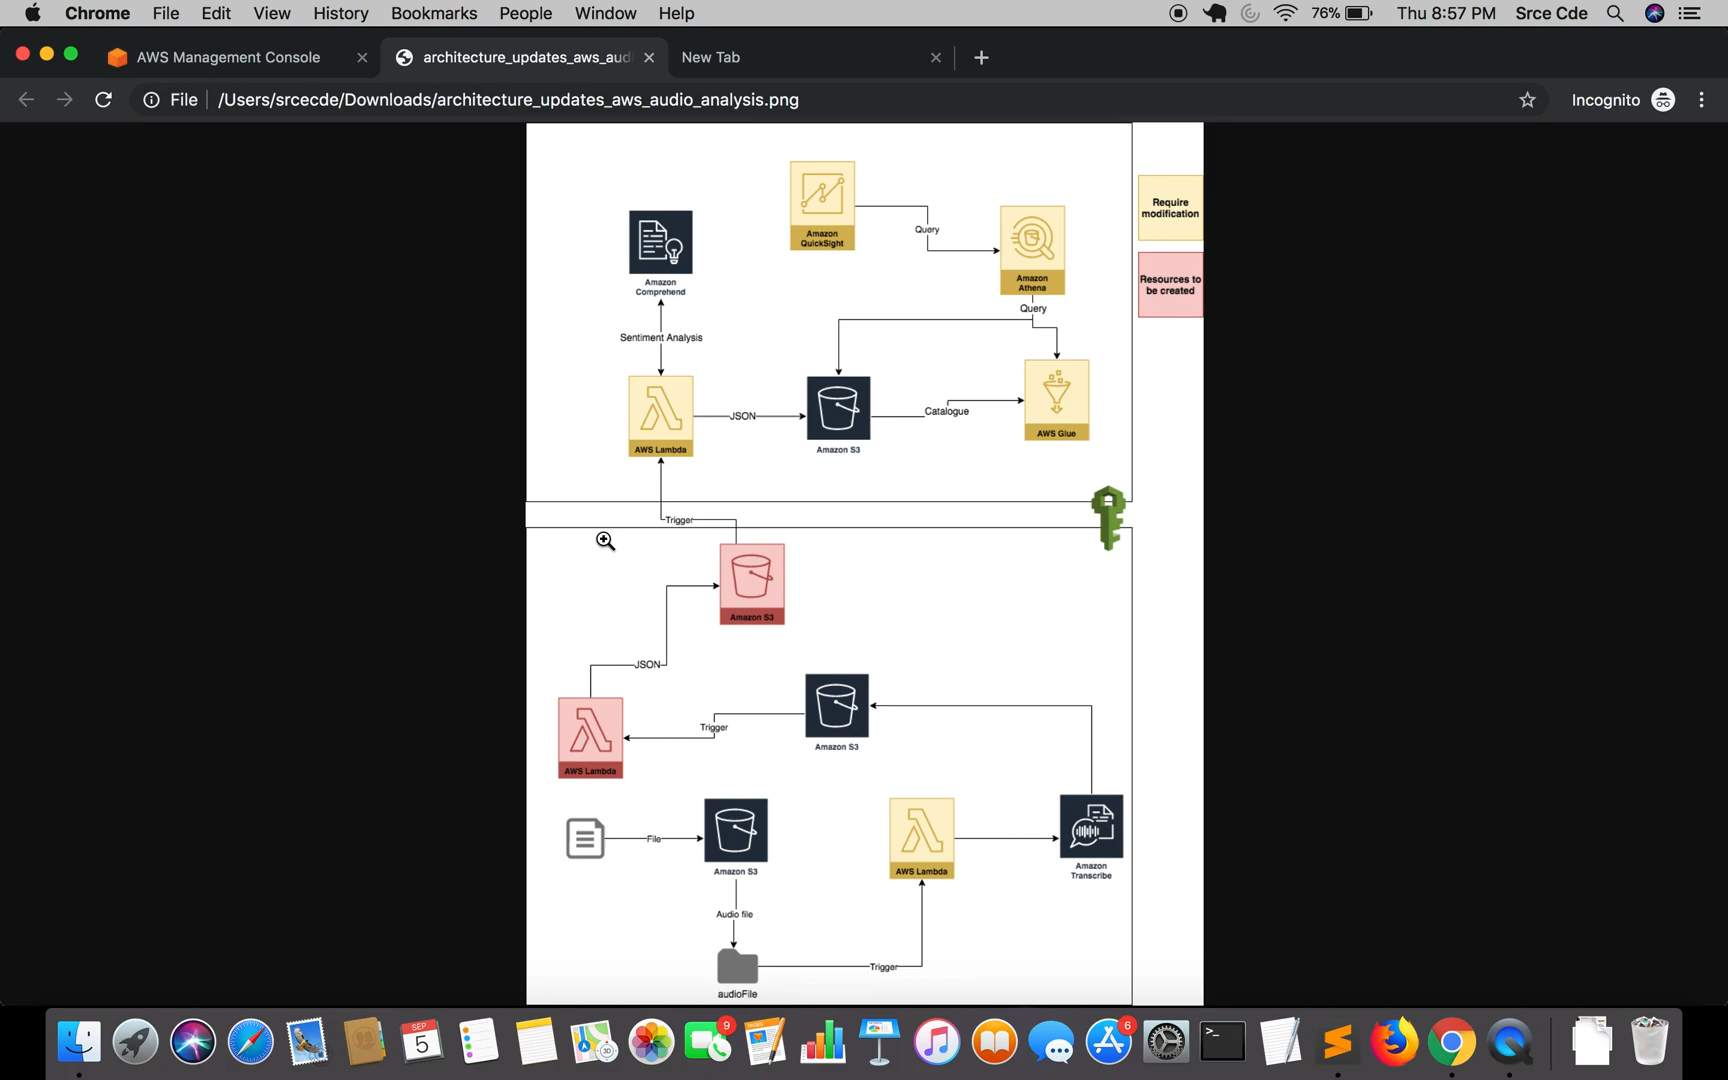 Chrome File Edit View History Bookmarks People Window Help
76% Thu 8:57 PM Srce Cde
AWS Management Console
architecture_updates_aws_aud
New Tab
File /Users/srcecde/Downloads/architecture_updates_aws_audio_analysis.png
Incognito
Amazon
QuickSight
Query
Amazon
Athena
Require
modification
Resources to
be created
Amazon
Comprehend
Query
Sentiment Analysis
AWS Lambda
JSON
Amazon S3
Catalogue
AWS Glue
Trigger
Amazon S3
JSON
AWS Lambda
Trigger
Amazon S3
File
Amazon S3
AWS Lambda
Amazon
Transcribe
Audio file
Trigger
audioFile
SEP
5
9
6